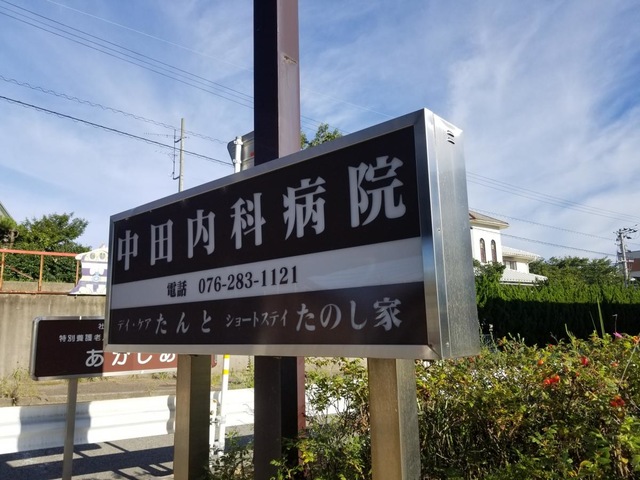 中田内科病院
電話 076-283-1121
デイ・ケア たんと ショートステイ たのし家
特別養護老
あかしあ